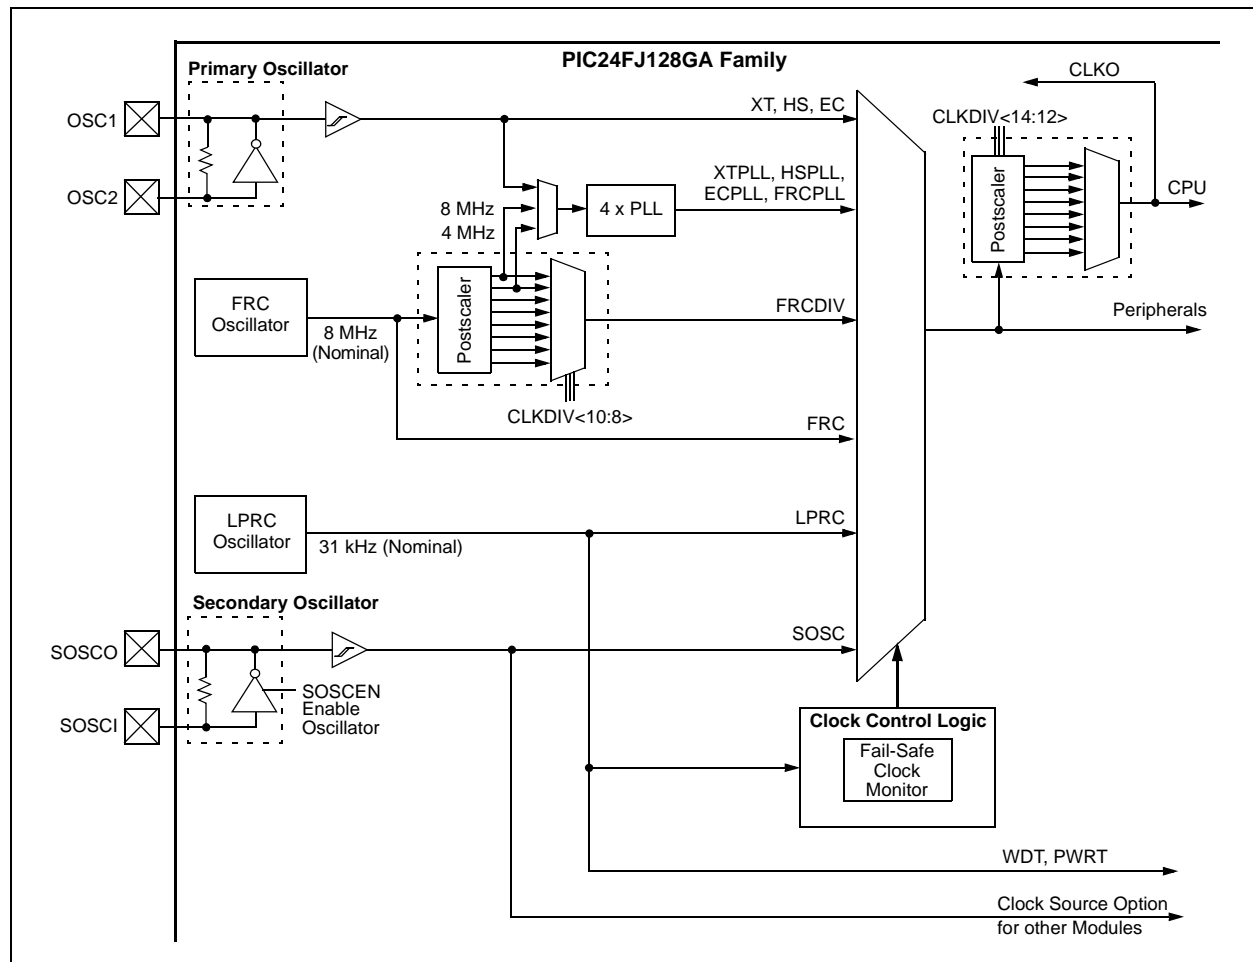 PIC24FJ128GA Family
Primary Oscillator
CLKO
OSC1
XT, HS, EC
CLKDIV<14:12>
XTPLL, HSPLL,
ECPLL, FRCPLL
OSC2
8 MHz
4 MHz
4 x PLL
Postscaler
CPU
FRC
Oscillator
8 MHz
(Nominal)
Postscaler
FRCDIV
Peripherals
CLKDIV<10:8>
FRC
LPRC
Oscillator
31 kHz (Nominal)
LPRC
Secondary Oscillator
SOSCO
SOSC
SOSCEN
Enable
Oscillator
SOSCI
Clock Control Logic
Fail-Safe
Clock
Monitor
WDT, PWRT
Clock Source Option
for other Modules